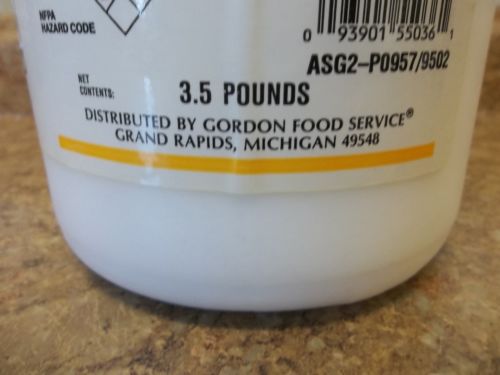 NFPA
HAZARD CODE
0 93901 55036 1
ASG2-P0957/9502
NET
CONTENTS:
3.5 POUNDS
DISTRIBUTED BY GORDON FOOD SERVICE®
GRAND RAPIDS, MICHIGAN 49548